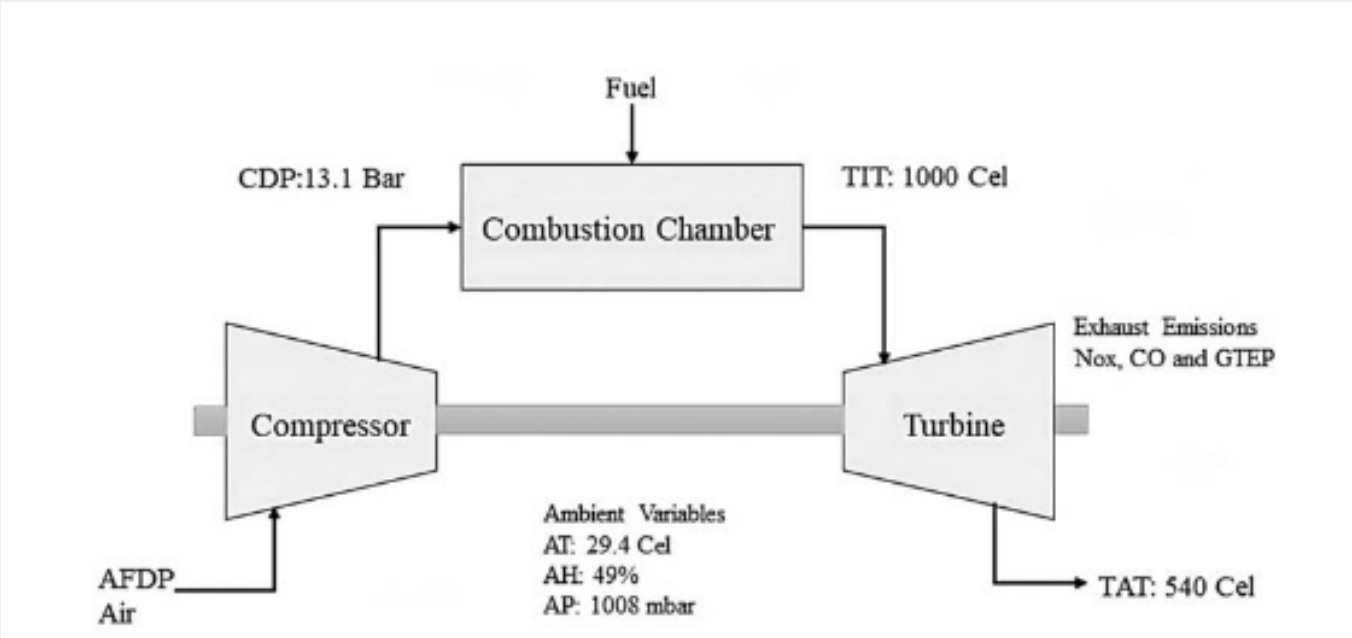 Fuel
CDP:13.1 Bar
TIT: 1000 Cel
Combustion Chamber
Exhaust Emissions
Nox, CO and GTEP
Compressor
Turbine
Ambient Variables
AT: 29.4 Cel
AH: 49%
AP: 1008 mbar
AFDP
Air
TAT: 540 Cel